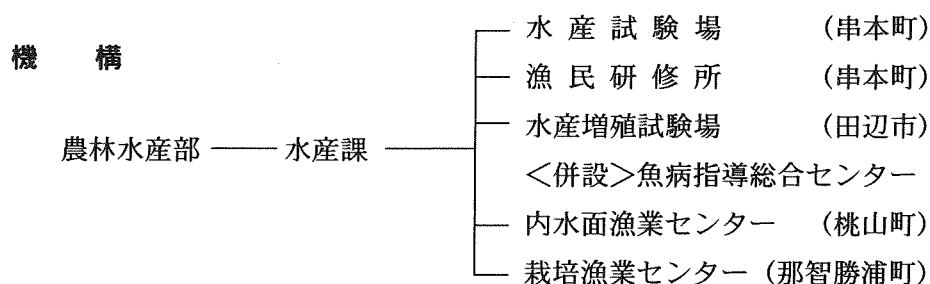 機 構
水産試験場 (串本町)
漁民研修所 (串本町)
水産増殖試験場 (田辺市)
農林水産部 水産課
<併設>魚病指導総合センター
内水面漁業センター (桃山町)
栽培漁業センター (那智勝浦町)